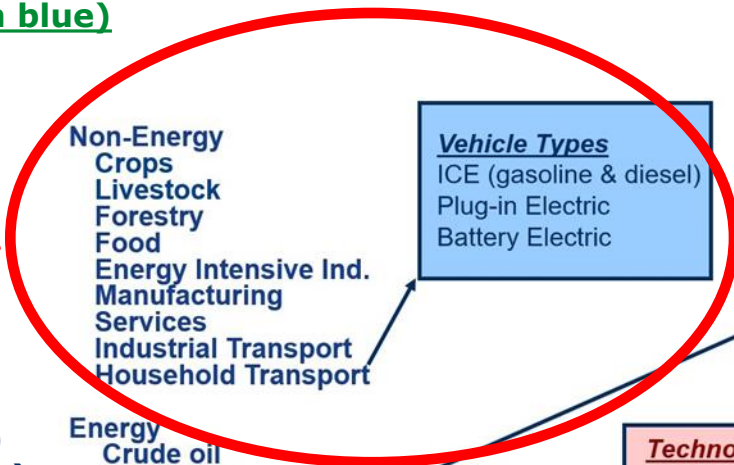 blue)
Non-Energy
Crops
Livestock
Forestry
Food
Energy Intensive Ind.
Manufacturing
Services
Industrial Transport
Household Transport
Vehicle Types
ICE (gasoline & diesel)
Plug-in Electric
Battery Electric
Energy
Crude oil